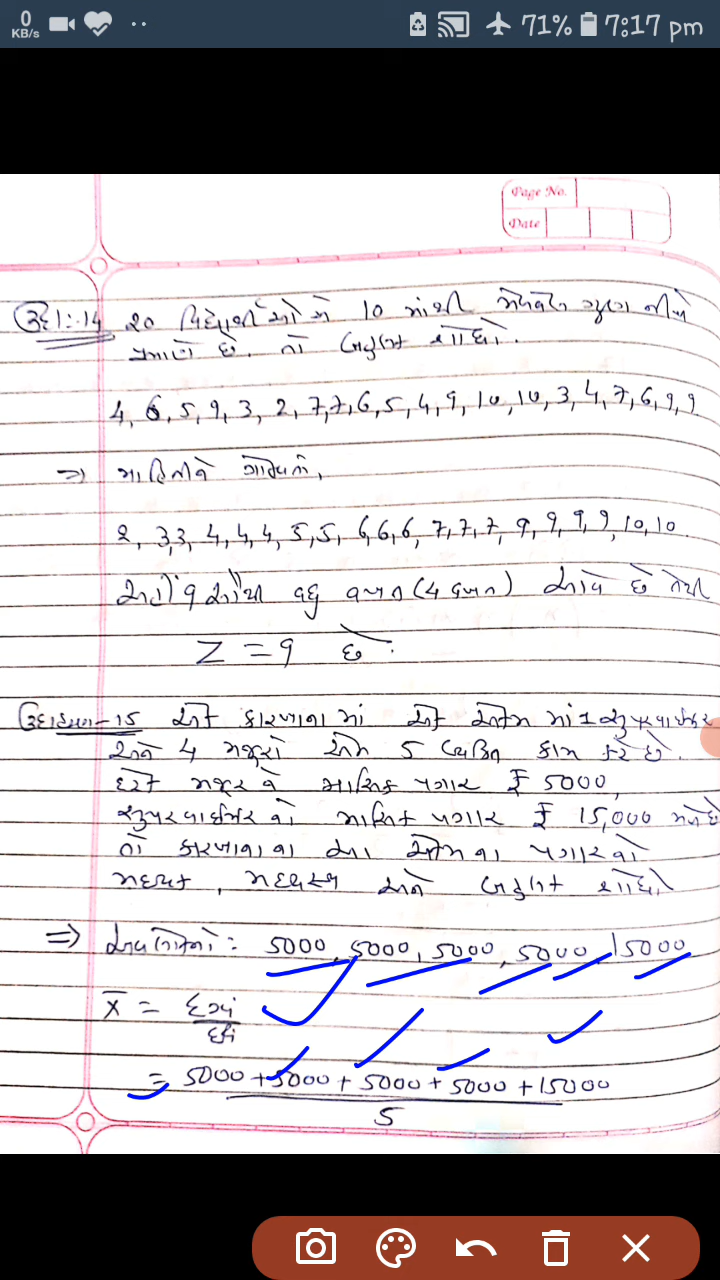 0
KB/s
71% 7:17 pm
Page No.
Date
ઉદા:-14 20 વિદ્યાર્થીઓને 10 માંથી મેળવેલ ગુણ નીચે
પ્રમાણે છે. તો બહુલક શોધો.
4, 6, 5, 9, 3, 2, 7, 7, 6, 5, 4, 9, 10, 10, 3, 4, 7, 6, 9, 9
⇒ માહિતીને ગોઠવતાં,
2, 3, 3, 4, 4, 4, 5, 5, 6, 6, 6, 7, 7, 7, 9, 9, 9, 9, 10, 10.
અહીં 9 સૌથી વધુ વખત (4 વખત) આવે છે તેથી
Z = 9 છે.
ઉદાહરણ-15 એક કારખાના માં એક એકમ માં 1 સુપરવાઈઝર
અને 4 મજૂરો એમ 5 વ્યક્તિ કામ કરે છે.
દરેક મજૂર ને માસિક પગાર ₹ 5000,
સુપરવાઈઝર નો માસિક પગાર ₹ 15,000 મળે છે
તો કારખાના ના આ એકમ ના પગાર નો
મધ્યક, મધ્યસ્થ અને બહુલક શોધો
⇒ અવલોકનો: 5000, 5000, 5000, 5000, 15000
x̄ = Σxi
= 5000 + 5000 + 5000 + 5000 + 15000
5